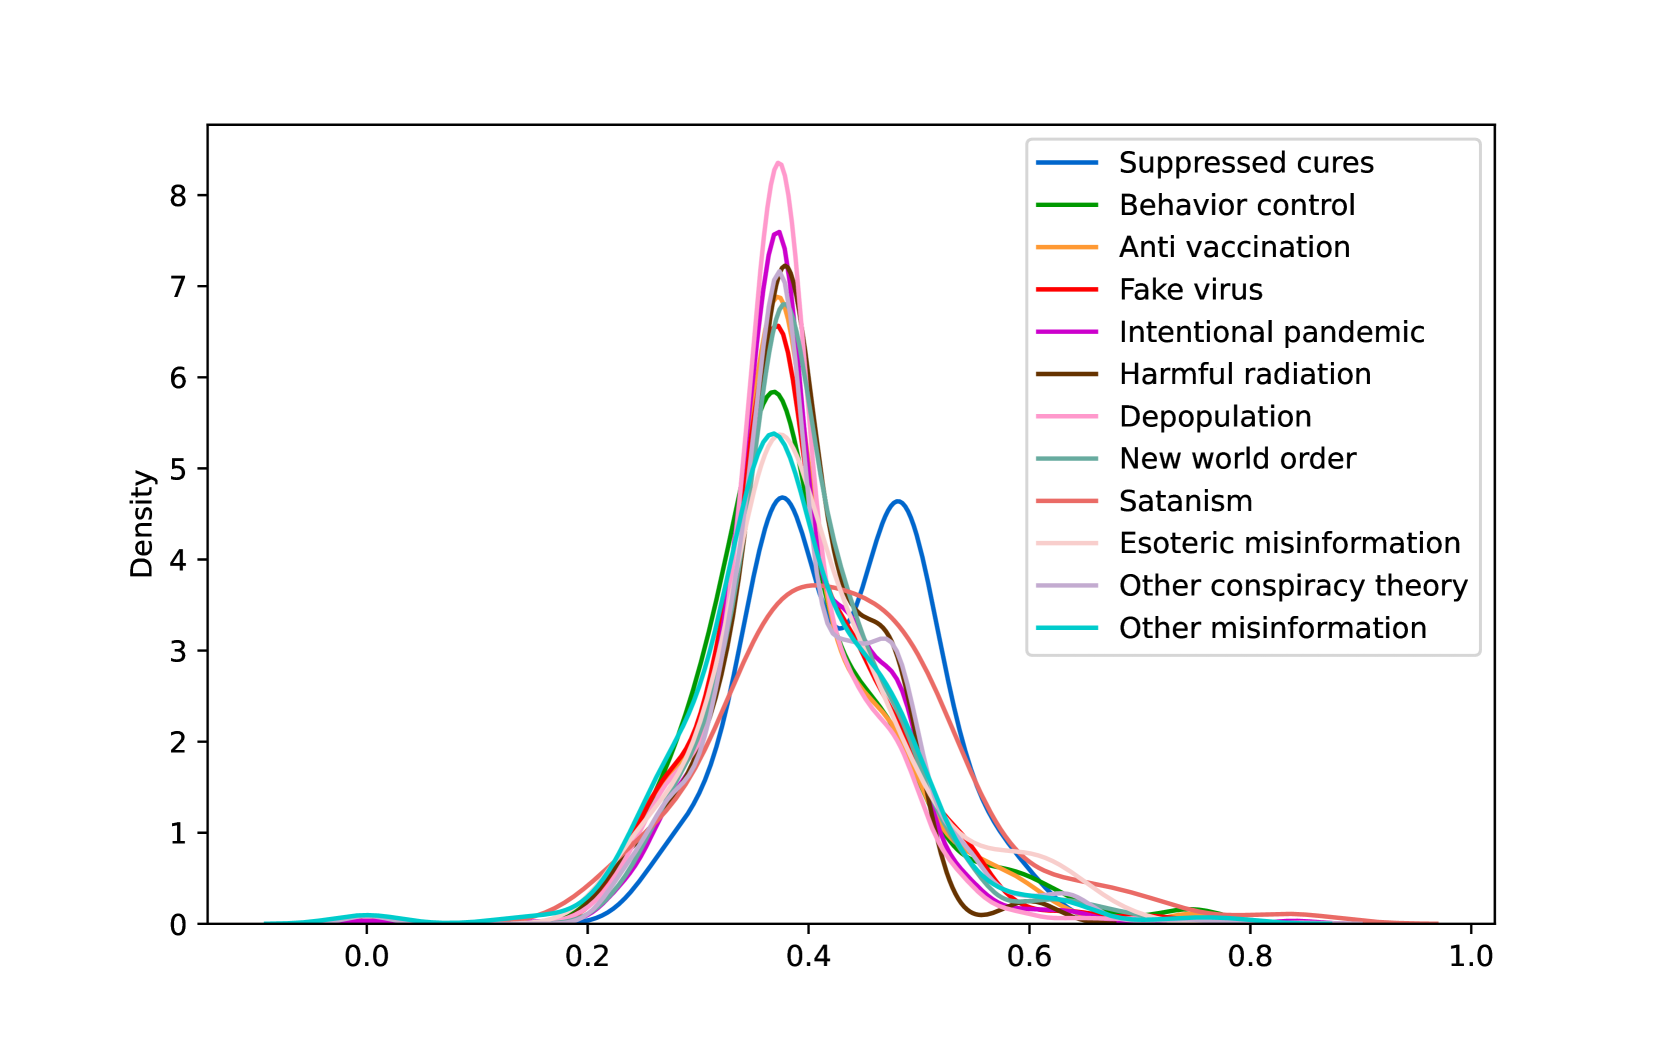 Suppressed cures
Behavior control
Anti vaccination
Fake virus
Intentional pandemic
Harmful radiation
Depopulation
New world order
Satanism
Esoteric misinformation
Other conspiracy theory
Other misinformation
Density
8
7
6
5
4
3
2
1
0
0.0 0.2 0.4 0.6 0.8 1.0